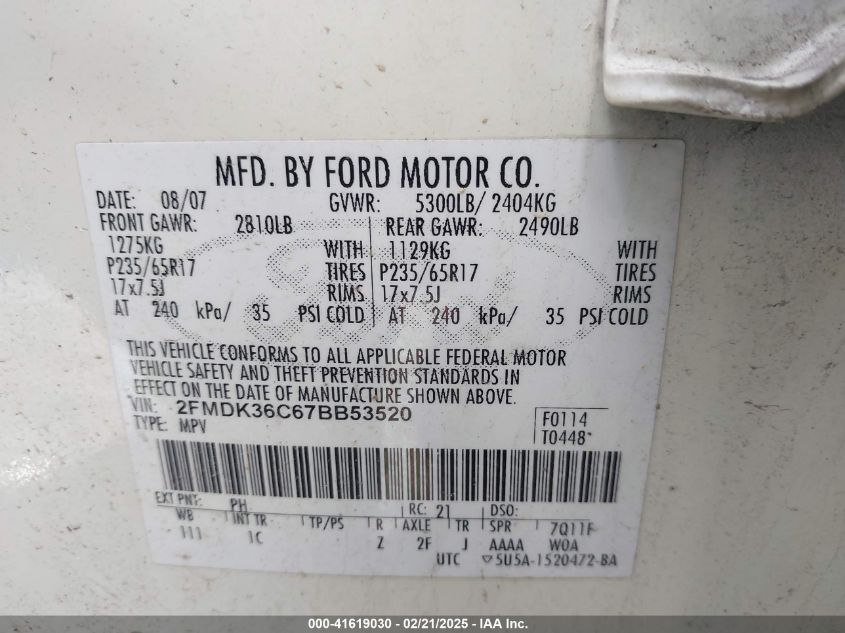 MFD. BY FORD MOTOR CO.
DATE: 08/07 GVWR: 5300LB/ 2404KG
FRONT GAWR: 2810LB REAR GAWR: 2490LB
1275KG WITH 1129KG WITH
P235/65R17 TIRES P235/65R17 TIRES
17x7.5J RIMS 17x7.5J RIMS
AT 240 kPa/ 35 PSI COLD AT 240 kPa/ 35 PSI COLD
THIS VEHICLE CONFORMS TO ALL APPLICABLE FEDERAL MOTOR
VEHICLE SAFETY AND THEFT PREVENTION STANDARDS IN
EFFECT ON THE DATE OF MANUFACTURE SHOWN ABOVE.
VIN: 2FMDK36C67BB53520 F0114
TYPE: MPV T0448
EXT PNT: PH RC: 21 DSO:
WB INT TR TP/PS R AXLE TR SPR 7Q11F
111 1C Z 2F J AAAA W0A
UTC ▽5U5A-1520472-BA
000-41619030 - 02/21/2025 - IAA Inc.